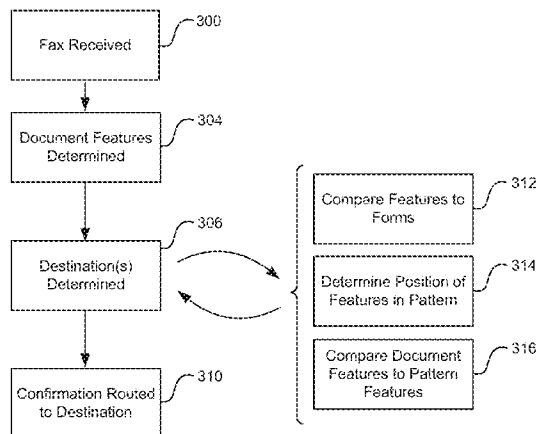 Fax Received
300
Document Features
Determined
304
Destination(s)
Determined
306
Confirmation Routed
to Destination
310
Compare Features to
Forms
312
Determine Position of
Features in Pattern
314
Compare Document
Features to Pattern
Features
316